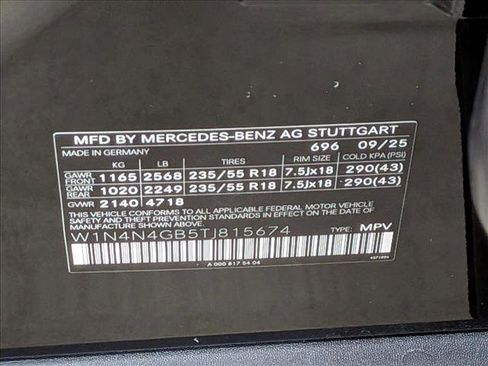 MFD BY MERCEDES-BENZ AG STUTTGART
MADE IN GERMANY 696 09/25
KG LB TIRES RIM SIZE COLD KPA (PSI)
GAWR FRONT 1165 2568 235/55 R18 7.5Jx18 290(43)
GAWR REAR 1020 2249 235/55 R18 7.5Jx18 290(43)
GVWR 2140 4718
THIS VEHICLE CONFORMS TO ALL APPLICABLE U.S. FEDERAL MOTOR
VEHICLE SAFETY STANDARDS IN EFFECT ON THE DATE OF
MANUFACTURE SHOWN ABOVE.
W1N4N4GB5TJ815674 TYPE: MPV
A 000 817 54 04